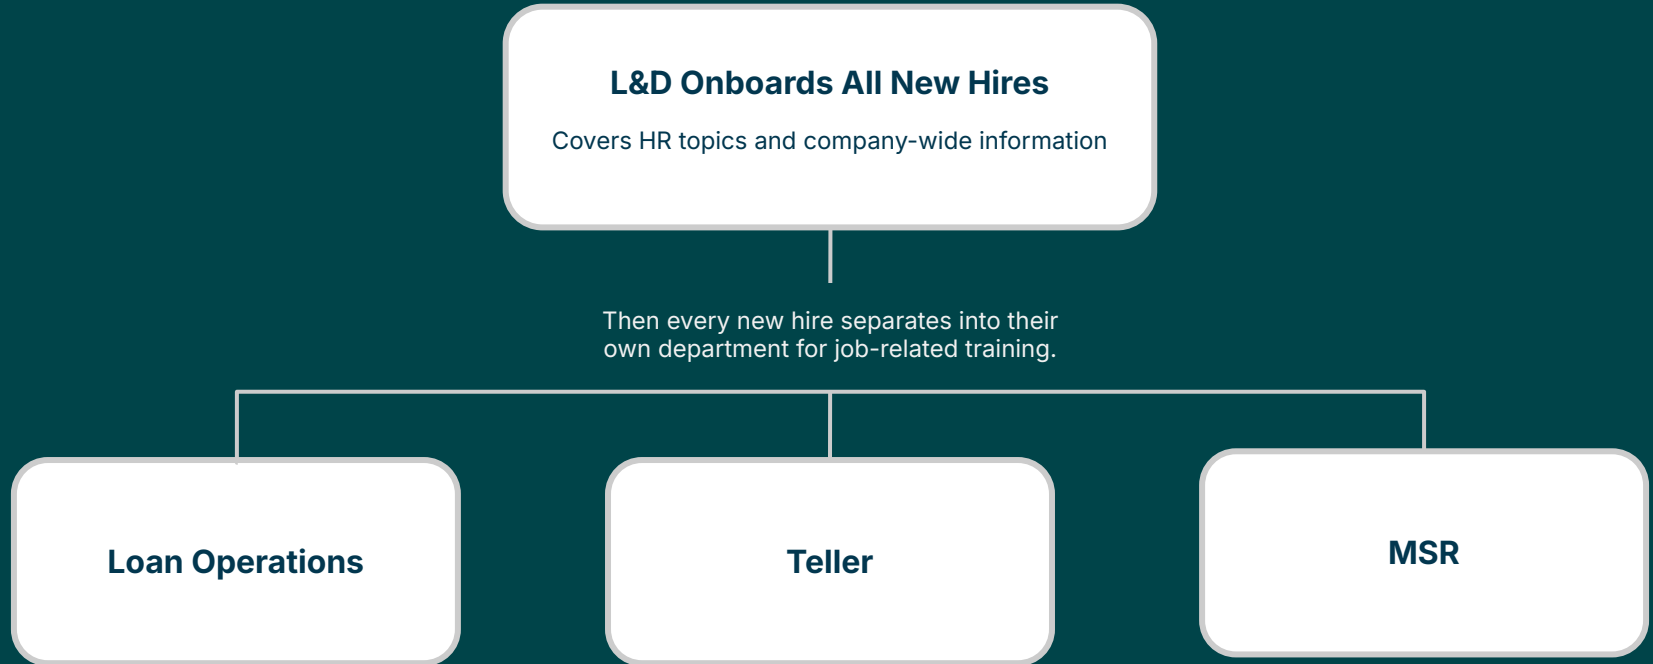 L&D Onboards All New Hires
Covers HR topics and company-wide information
Then every new hire separates into their
own department for job-related training.
Loan Operations
Teller
MSR